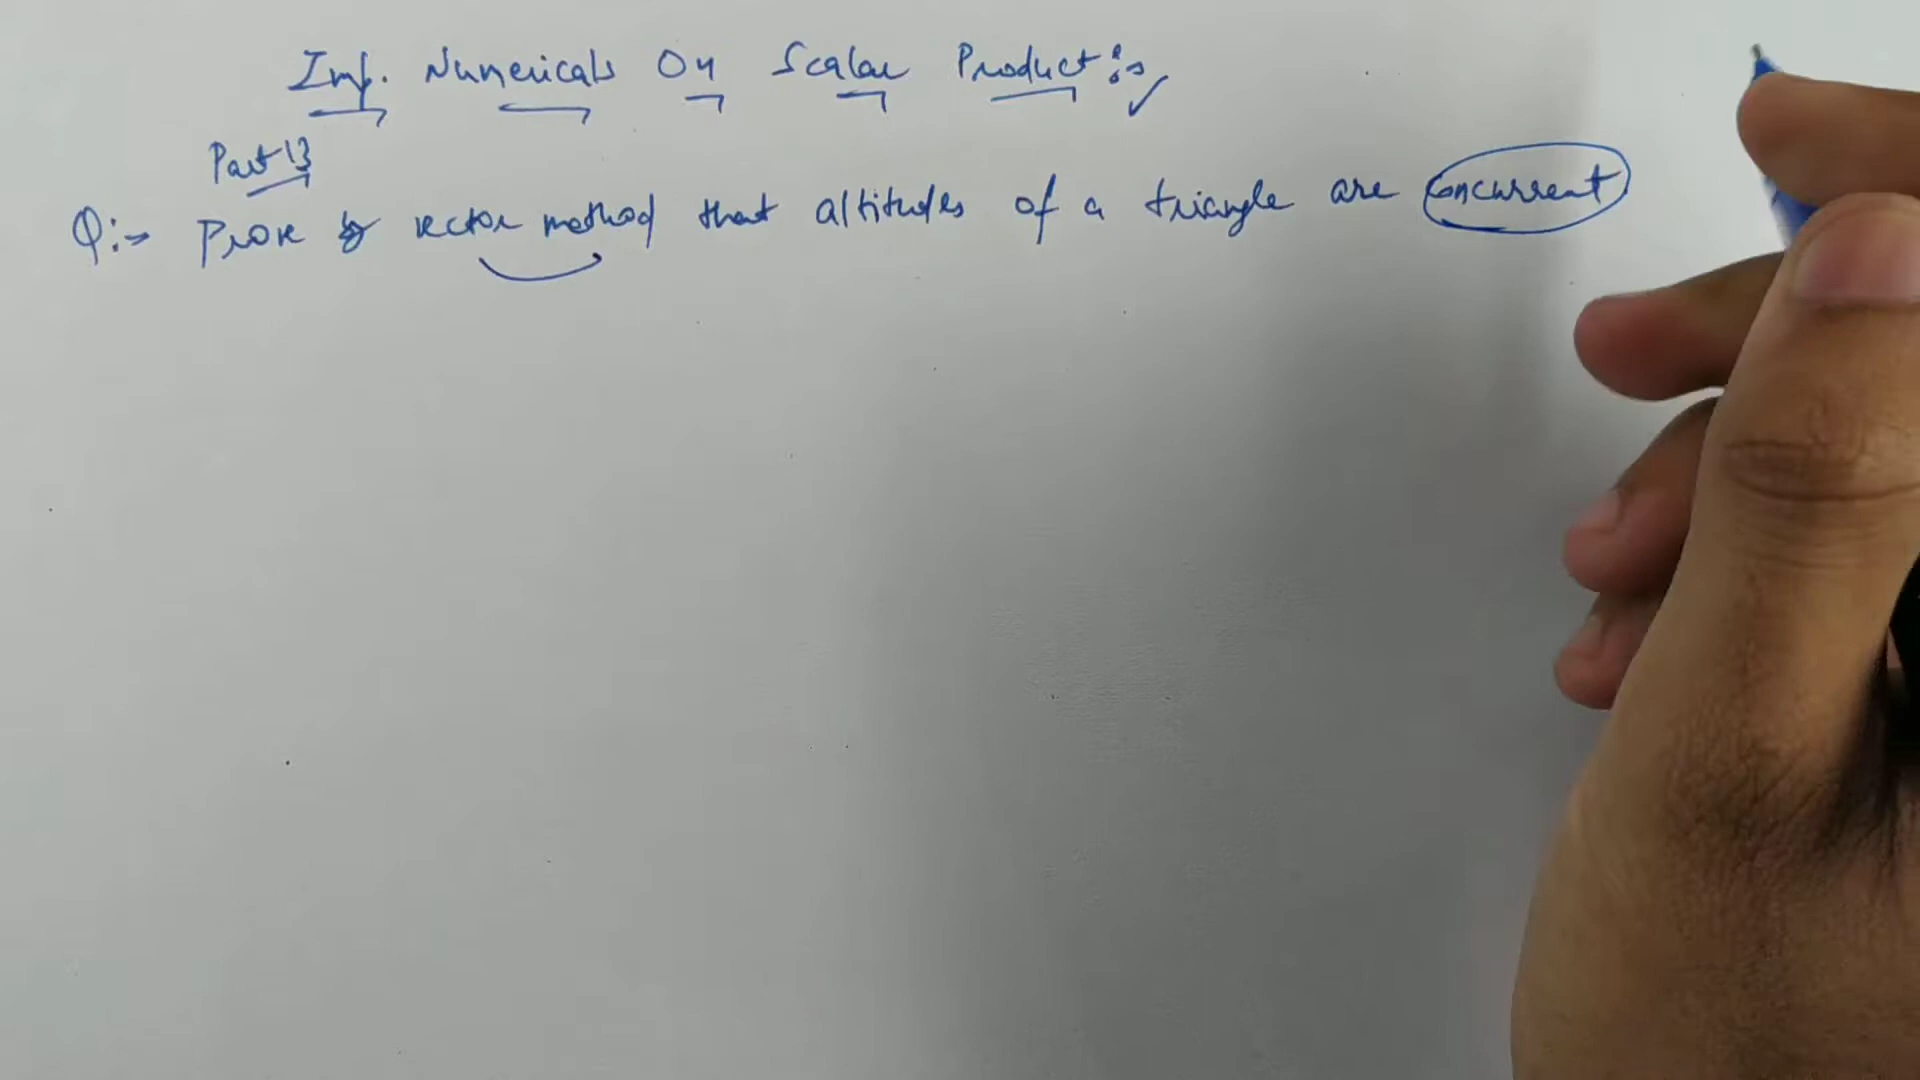 Imp. Numericals On Scalar Product :→
Part 13
Q:→ Prove by vector method that altitudes of a triangle are concurrent